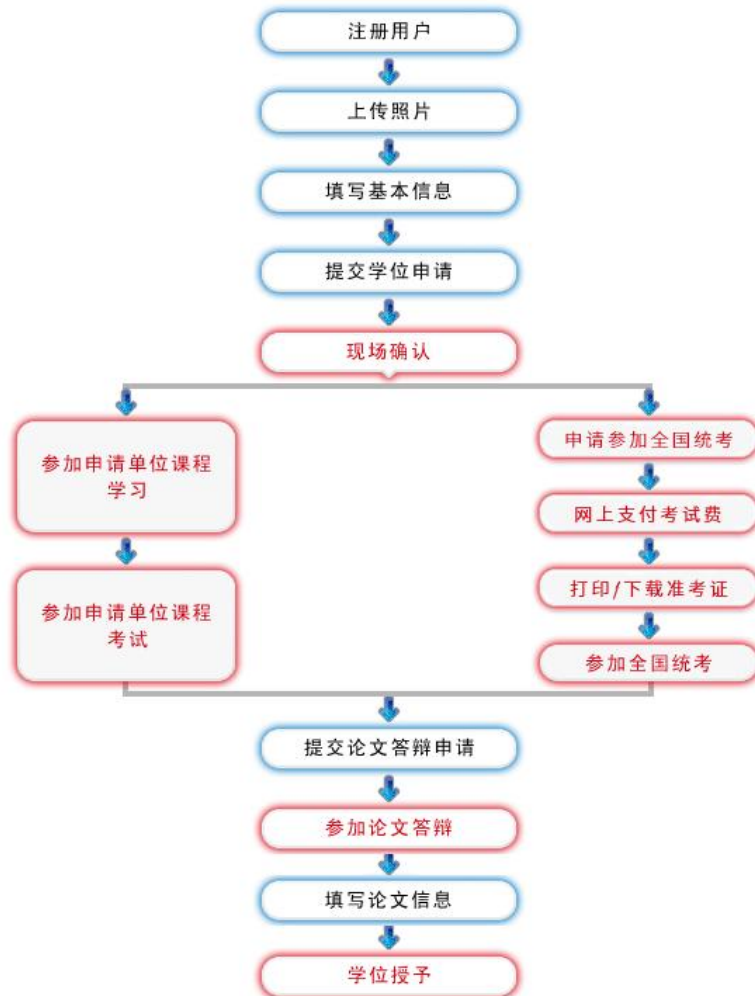 注册用户
上传照片
填写基本信息
提交学位申请
现场确认
参加申请单位课程
学习
参加申请单位课程
考试
申请参加全国统考
网上支付考试费
打印/下载准考证
参加全国统考
提交论文答辩申请
参加论文答辩
填写论文信息
学位授予